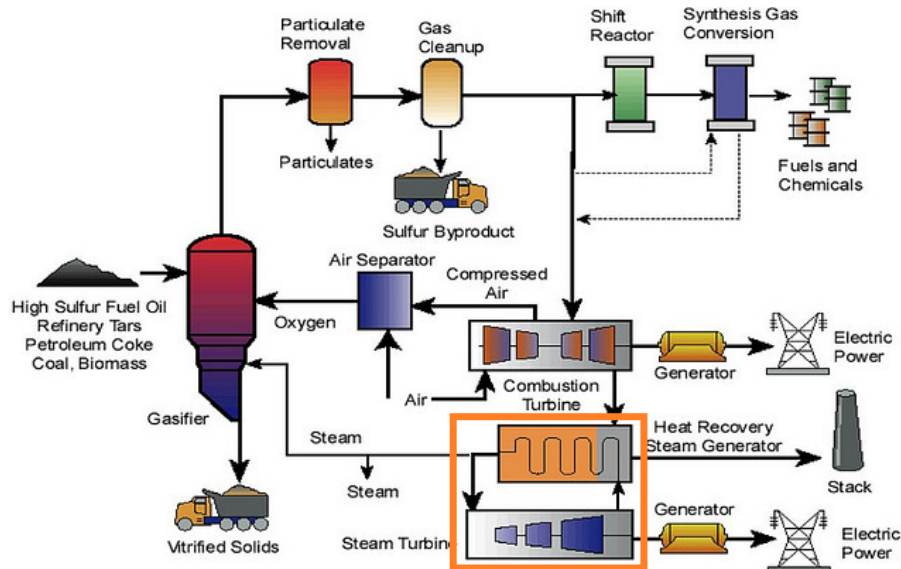 Particulate
Removal
Gas
Cleanup
Shift
Reactor
Synthesis Gas
Conversion
Particulates
Fuels and
Chemicals
Sulfur Byproduct
Air Separator
Compressed
Air
High Sulfur Fuel Oil
Refinery Tars
Petroleum Coke
Coal, Biomass
Oxygen
Electric
Power
Generator
Air
Combustion
Turbine
Gasifier
Heat Recovery
Steam Generator
Steam
Steam
Stack
Vitrified Solids
Steam Turbine
Generator
Electric
Power